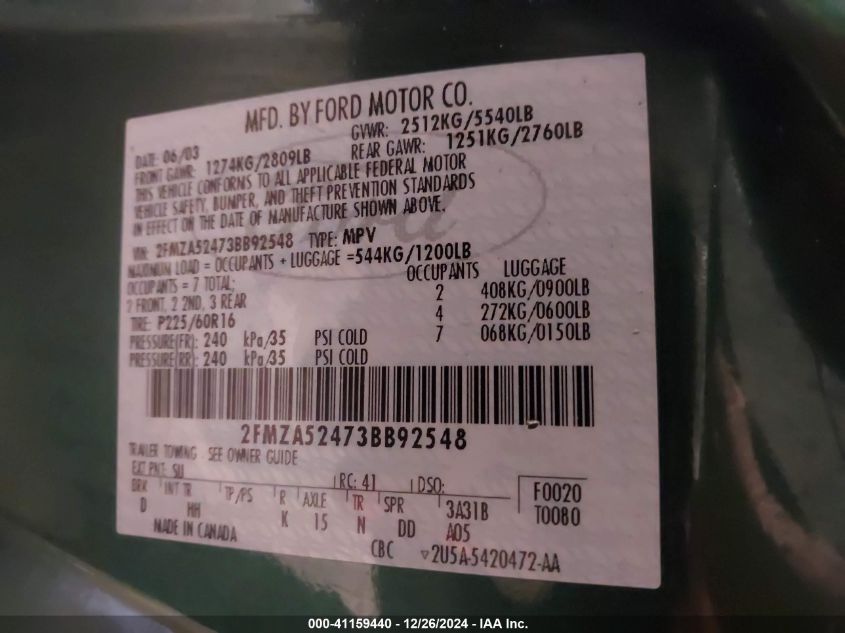 MFD. BY FORD MOTOR CO.
DATE: 06/03 GVWR: 2512KG/5540LB
FRONT GAWR: 1274KG/2809LB REAR GAWR: 1251KG/2760LB
THIS VEHICLE CONFORMS TO ALL APPLICABLE FEDERAL MOTOR
VEHICLE SAFETY, BUMPER, AND THEFT PREVENTION STANDARDS
IN EFFECT ON THE DATE OF MANUFACTURE SHOWN ABOVE.
VIN: 2FMZA52473BB92548 TYPE: MPV
MAXIMUM LOAD = OCCUPANTS + LUGGAGE =544KG/1200LB
OCCUPANTS = 7 TOTAL; OCCUPANTS LUGGAGE
2 FRONT, 2 2ND, 3 REAR 2 408KG/0900LB
TIRE: P225/60R16 4 272KG/0600LB
PRESSURE(FR): 240 kPa/35 PSI COLD 7 068KG/0150LB
PRESSURE(RR): 240 kPa/35 PSI COLD
2FMZA52473BB92548
TRAILER TOWING - SEE OWNER GUIDE
EXT PNT: SU RC: 41 DSO: F0020
BRK INT TR TP/PS R AXLE TR SPR 3A31B T0080
D HH K 15 N DD A05
MADE IN CANADA CBC ▽2U5A-5420472-AA
000-41159440 - 12/26/2024 - IAA Inc.